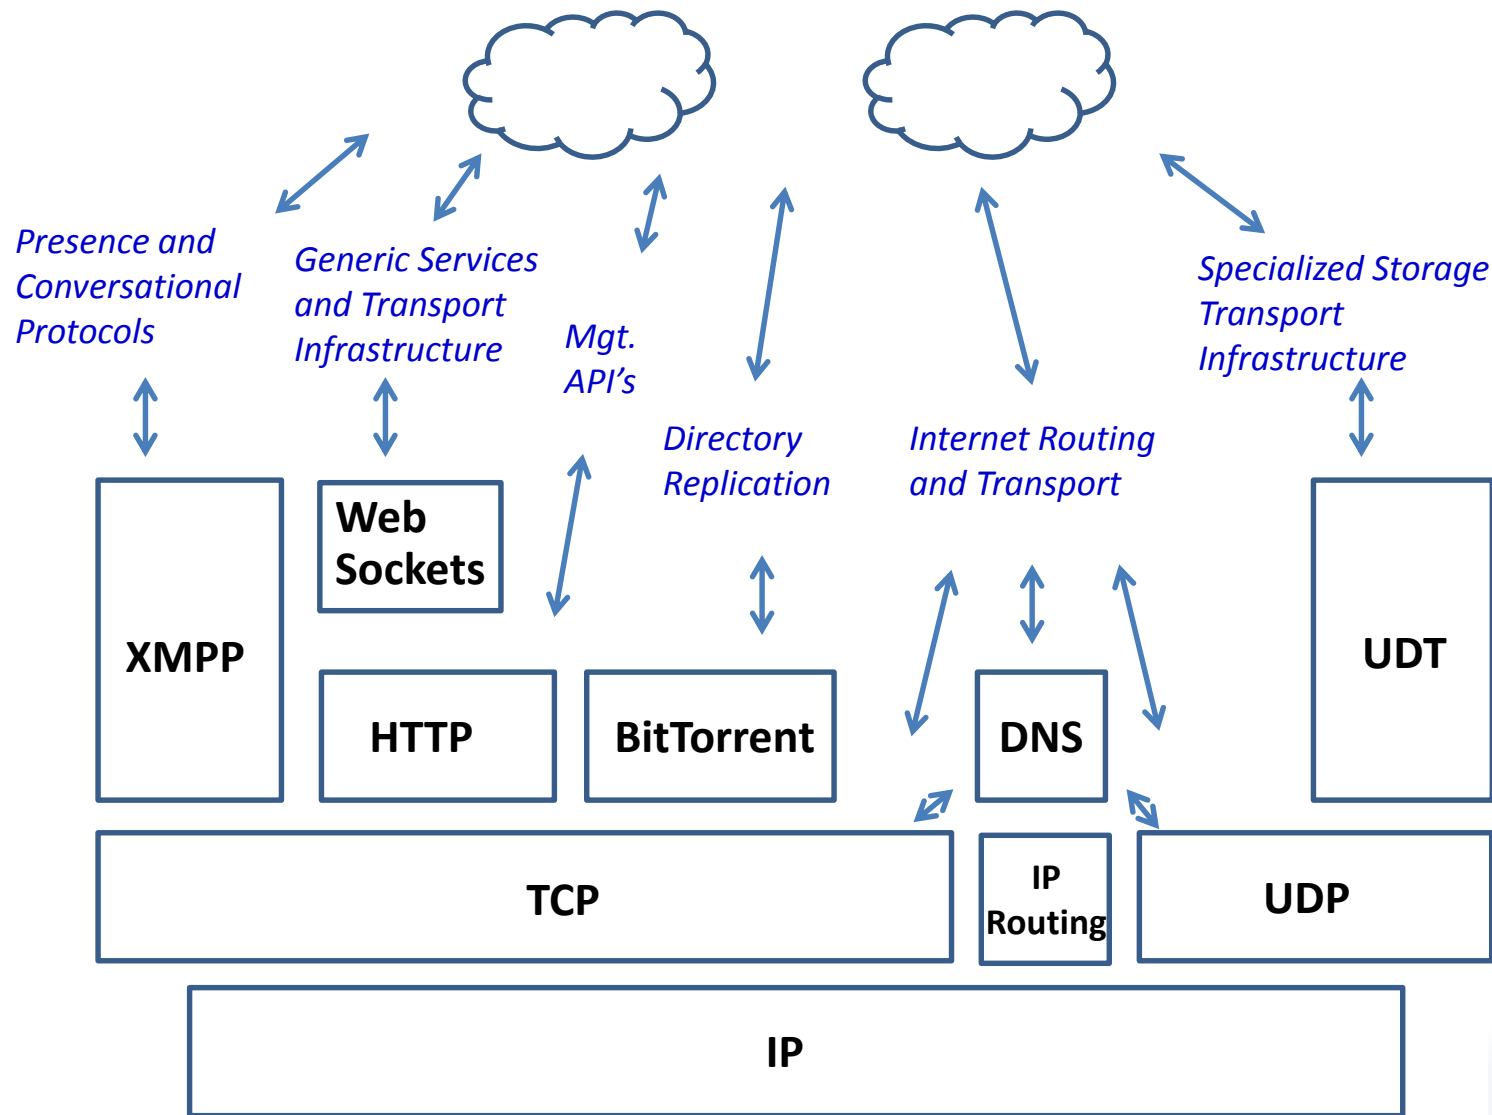 Presence and
Conversational
Protocols
Generic Services
and Transport
Infrastructure
Mgt.
API's
Directory
Replication
Internet Routing
and Transport
Specialized Storage
Transport
Infrastructure
XMPP
Web
Sockets
HTTP
BitTorrent
DNS
UDT
TCP
IP
Routing
UDP
IP